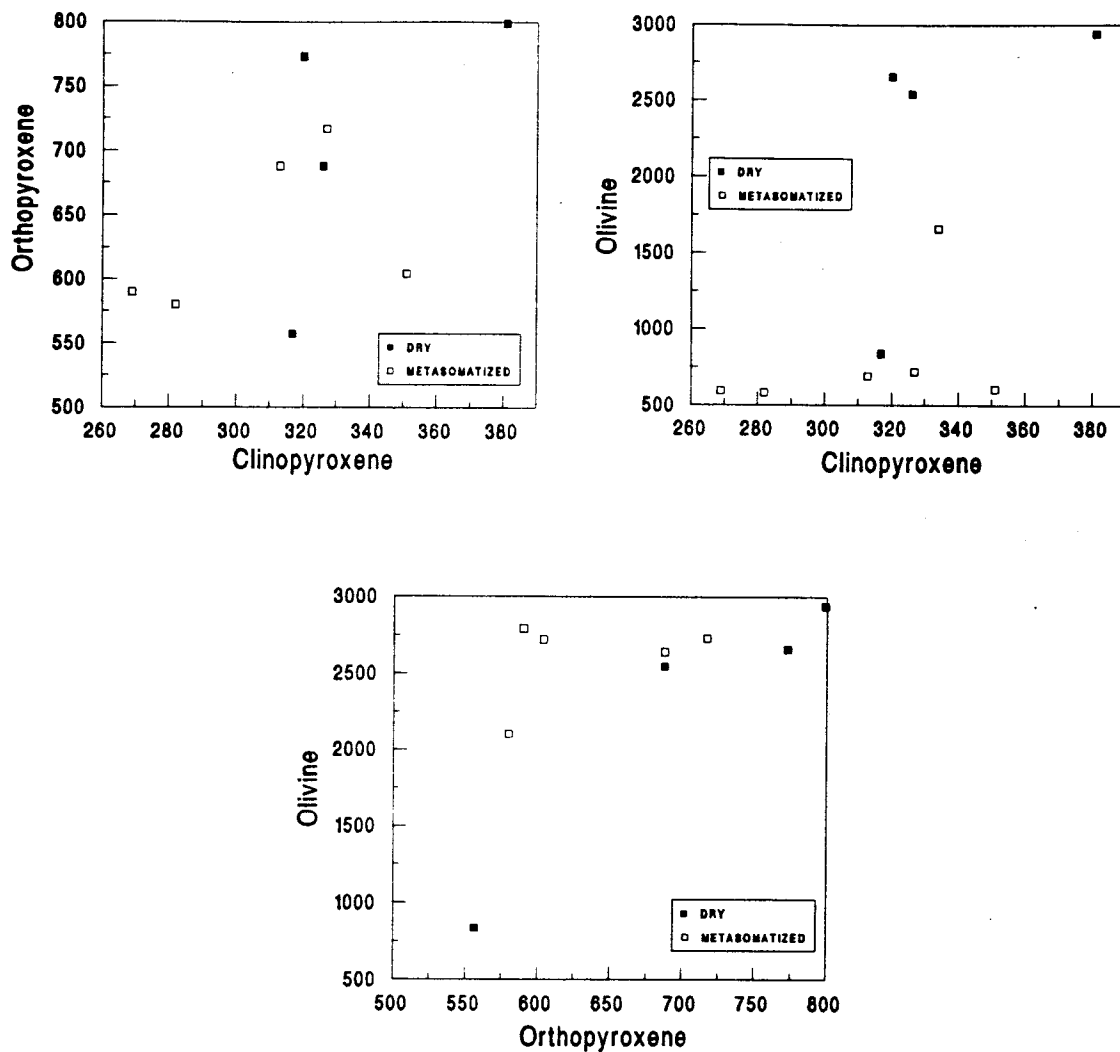 800
750
700
650
600
550
500
Orthopyroxene
260 280 300 320 340 360 380
Clinopyroxene
DRY
METASOMATIZED
3000
2500
2000
1500
1000
500
Olivine
260 280 300 320 340 360 380
Clinopyroxene
DRY
METASOMATIZED
3000
2500
2000
1500
1000
500
Olivine
500 550 600 650 700 750 800
Orthopyroxene
DRY
METASOMATIZED